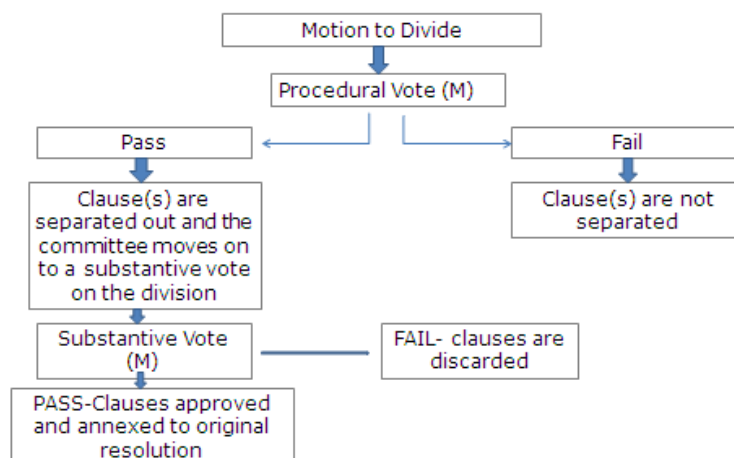 Motion to Divide
Procedural Vote (M)
Pass
Fail
Clause(s) are
separated out and the
committee moves on
to a substantive vote
on the division
Clause(s) are not
separated
Substantive Vote
(M)
FAIL- clauses are
discarded
PASS-Clauses approved
and annexed to original
resolution